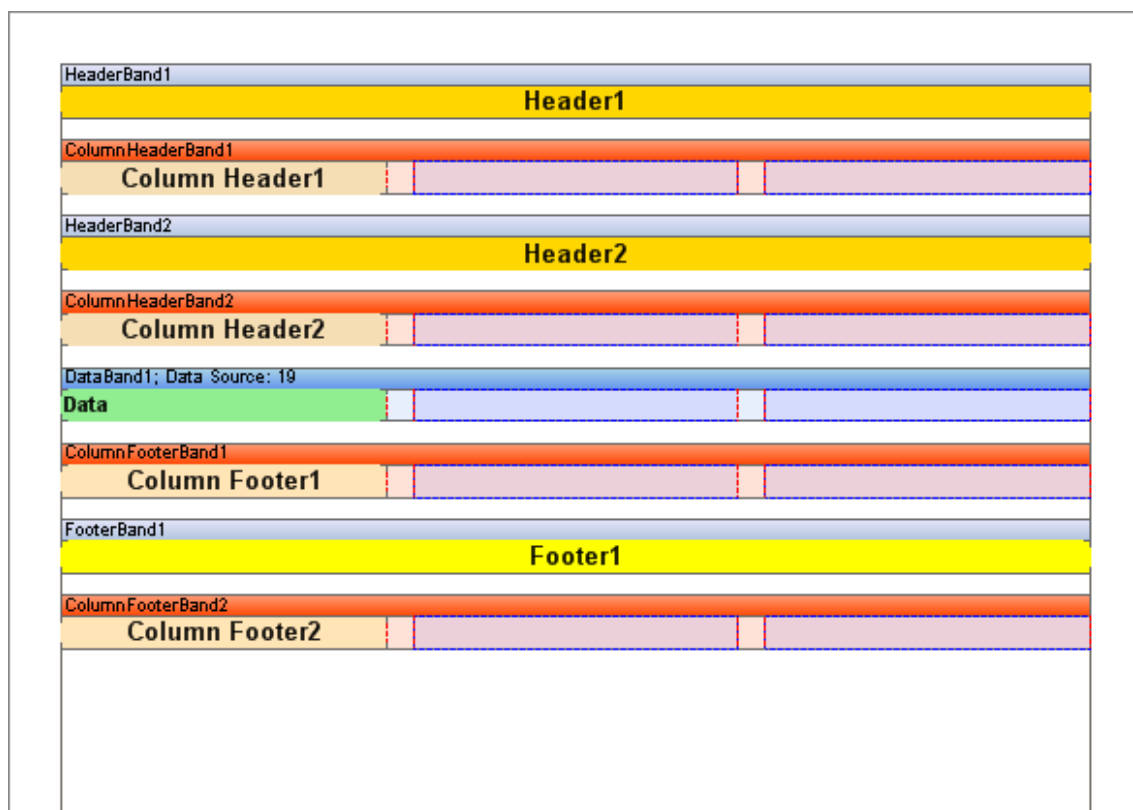 HeaderBand1
Header1
ColumnHeaderBand1
Column Header1
HeaderBand2
Header2
ColumnHeaderBand2
Column Header2
DataBand1; Data Source: 19
Data
ColumnFooterBand1
Column Footer1
FooterBand1
Footer1
ColumnFooterBand2
Column Footer2